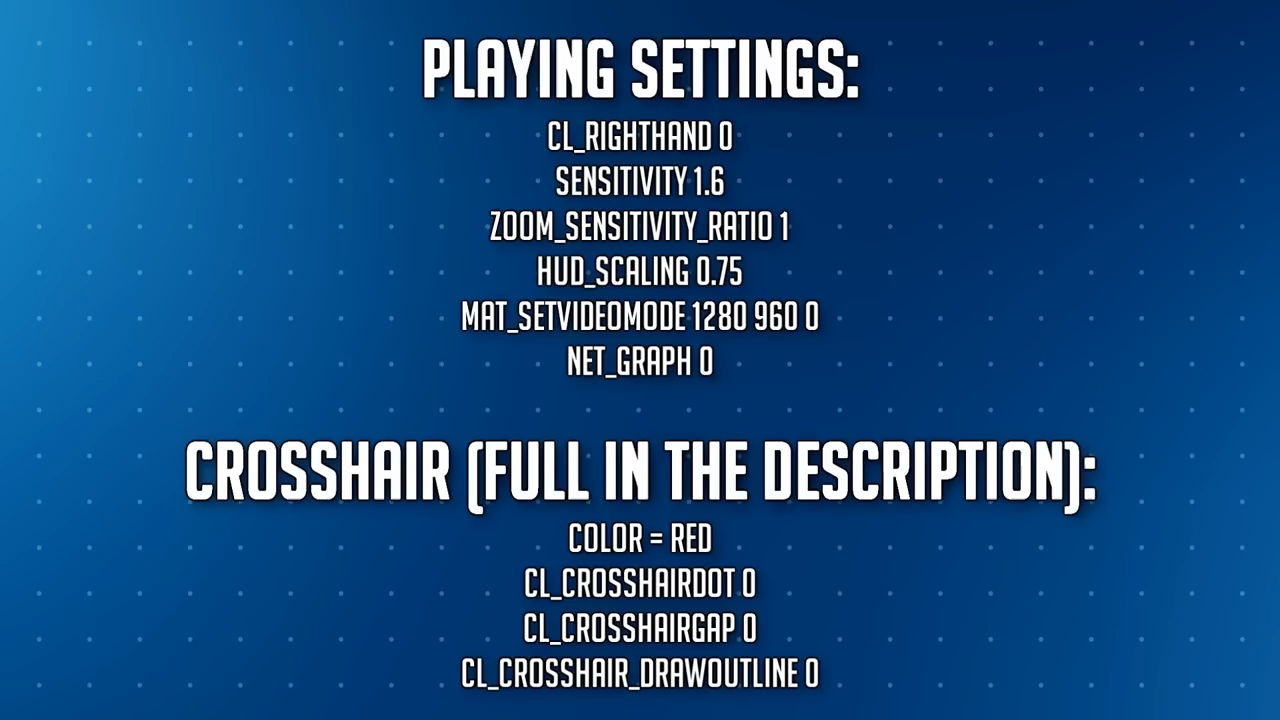 PLAYING SETTINGS:
CL_RIGHTHAND 0
SENSITIVITY 1.6
ZOOM_SENSITIVITY_RATIO 1
HUD_SCALING 0.75
MAT_SETVIDEOMODE 1280 960 0
NET_GRAPH 0
CROSSHAIR (FULL IN THE DESCRIPTION):
COLOR = RED
CL_CROSSHAIRDOT 0
CL_CROSSHAIRGAP 0
CL_CROSSHAIR_DRAWOUTLINE 0